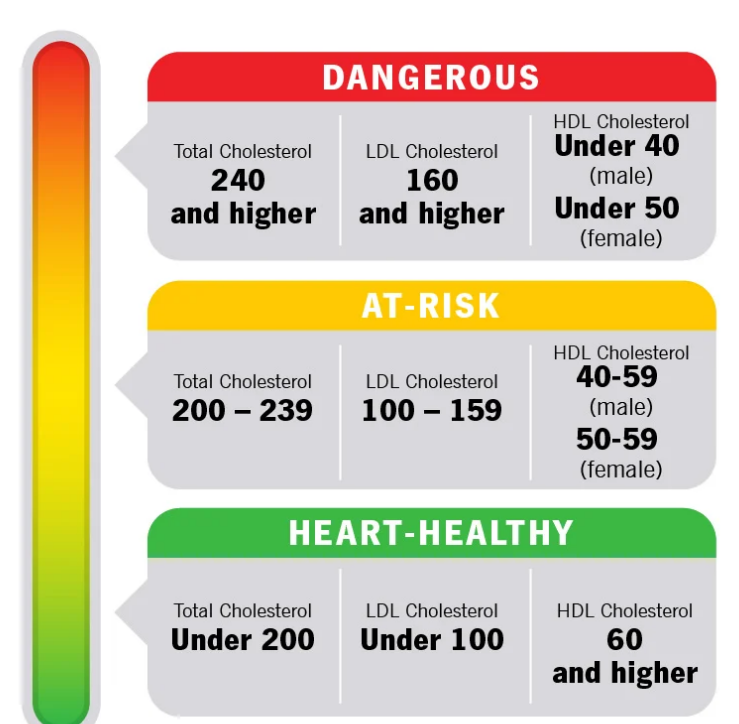 DANGEROUS
Total Cholesterol
240
and higher
LDL Cholesterol
160
and higher
HDL Cholesterol
Under 40
(male)
Under 50
(female)
AT-RISK
Total Cholesterol
200 – 239
LDL Cholesterol
100 – 159
HDL Cholesterol
40-59
(male)
50-59
(female)
HEART-HEALTHY
Total Cholesterol
Under 200
LDL Cholesterol
Under 100
HDL Cholesterol
60
and higher